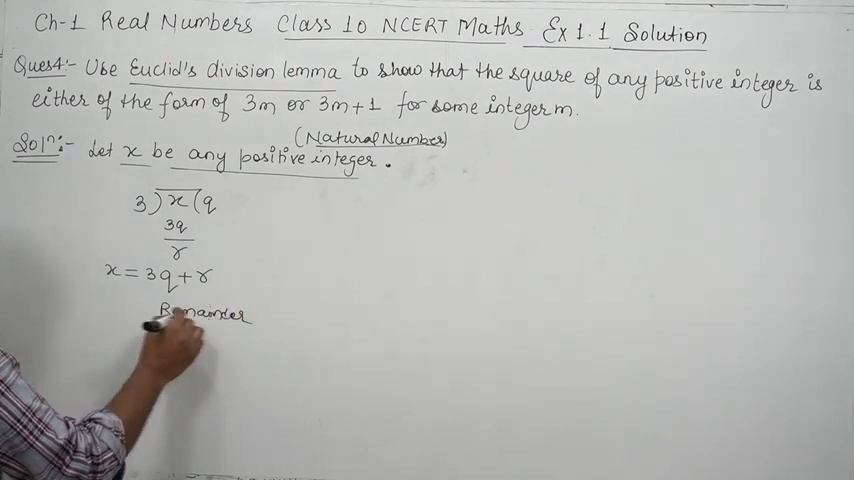 Ch-1 Real Numbers Class 10 NCERT Maths Ex 1.1 Solution
Ques4:- Use Euclid's division lemma to show that the square of any positive integer is
either of the form of 3m or 3m+1 for some integer m.
(Natural Number)
Solⁿ:- Let x be any positive integer.
3)x(q
3q
r
x = 3q + r
Remainder